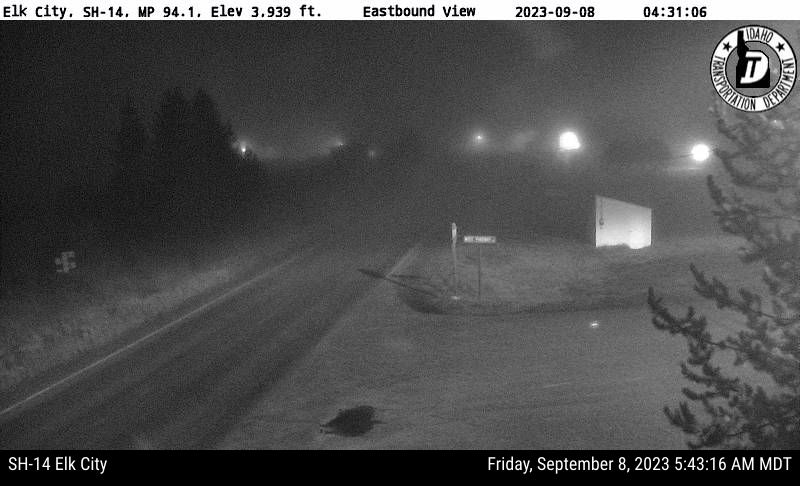 Elk City, SH-14, MP 94.1, Elev 3,939 ft. Eastbound View 2023-09-08 04:31:06
IDAHO
TRANSPORTATION DEPARTMENT
SH-14 Elk City
Friday, September 8, 2023 5:43:16 AM MDT